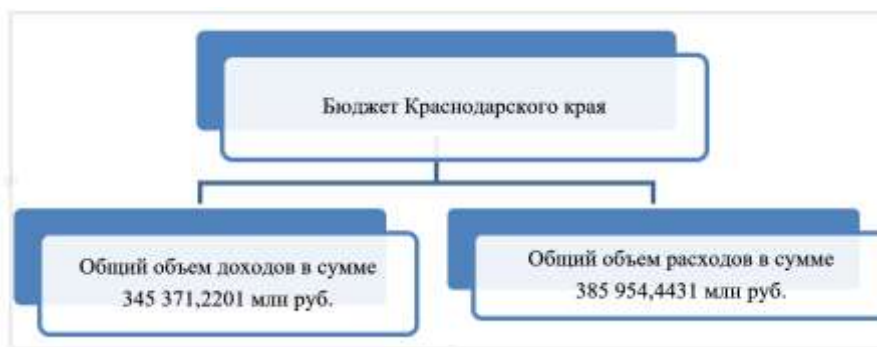 Бюджет Краснодарского края
Общий объем доходов в сумме
345 371,2201 млн руб.
Общий объем расходов в сумме
385 954,4431 млн руб.